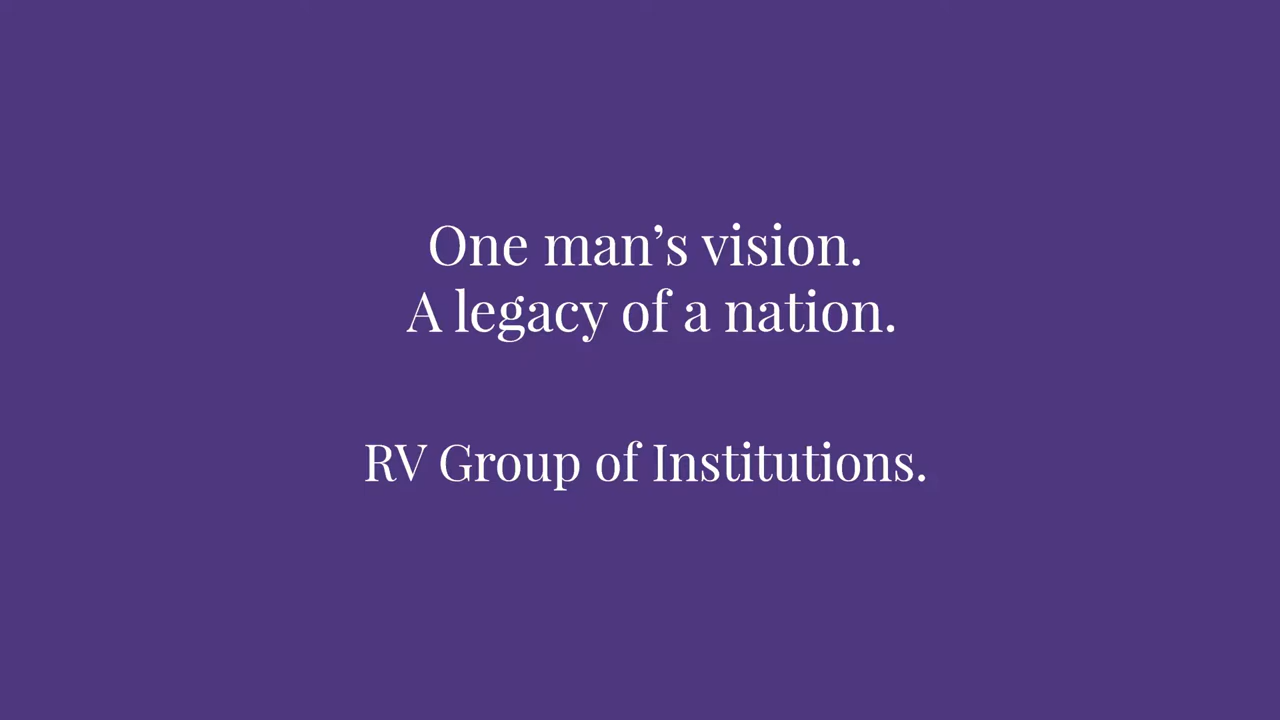 One man’s vision.
A legacy of a nation.
RV Group of Institutions.